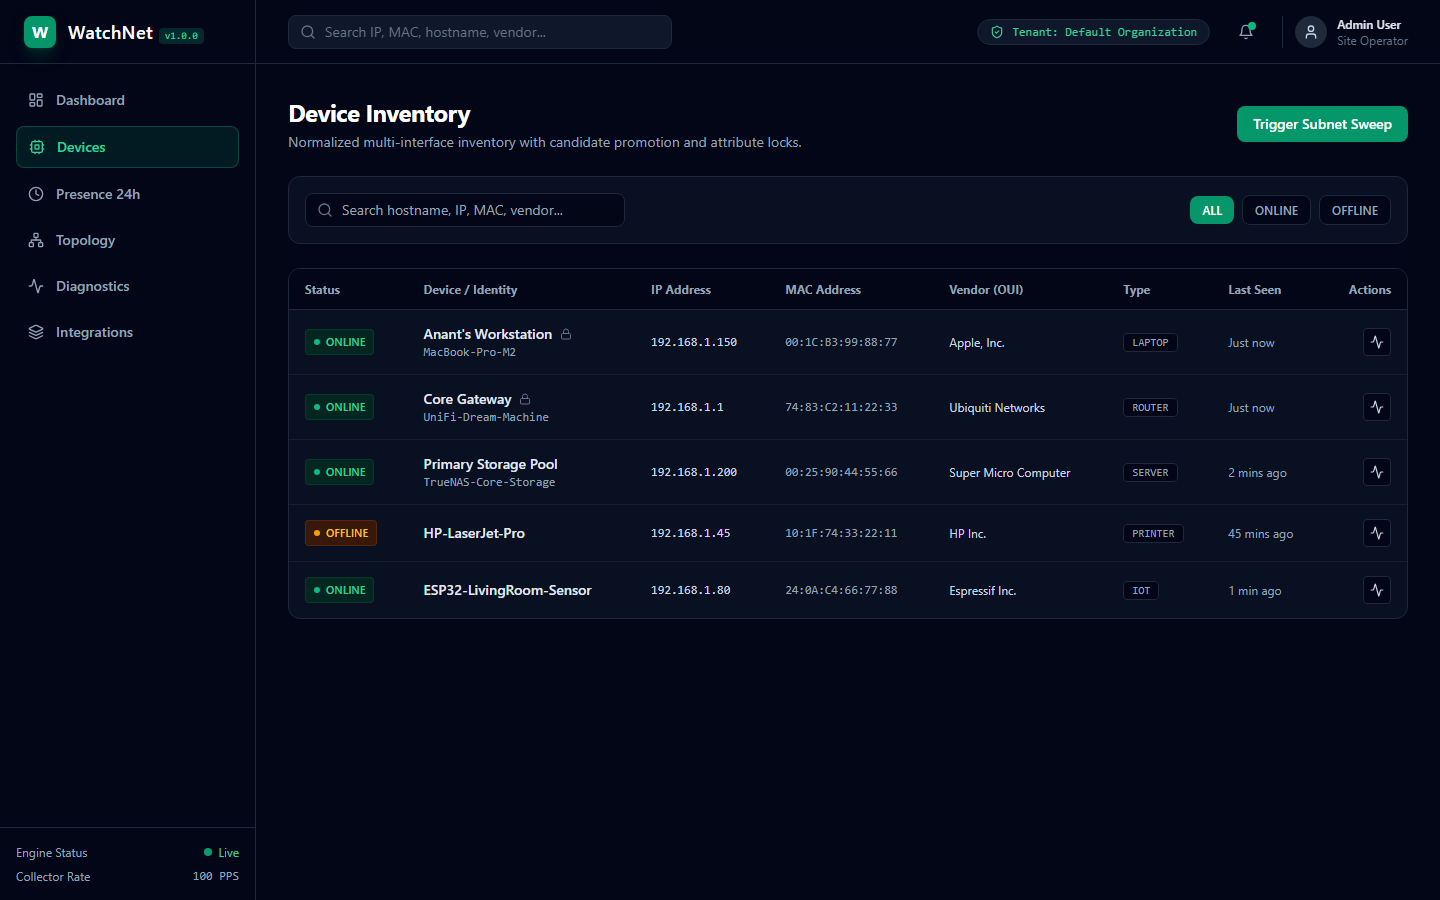 W WatchNet v1.0.0
Search IP, MAC, hostname, vendor...
Tenant: Default Organization
Admin User
Site Operator
Dashboard
Devices
Presence 24h
Topology
Diagnostics
Integrations
Engine Status Live
Collector Rate 100 PPS
Device Inventory
Normalized multi-interface inventory with candidate promotion and attribute locks.
Trigger Subnet Sweep
Search hostname, IP, MAC, vendor...
ALL ONLINE OFFLINE
Status Device / Identity IP Address MAC Address Vendor (OUI) Type Last Seen Actions
ONLINE Anant's Workstation 192.168.1.150 00:1C:B3:99:88:77 Apple, Inc. LAPTOP Just now
MacBook-Pro-M2
ONLINE Core Gateway 192.168.1.1 74:83:C2:11:22:33 Ubiquiti Networks ROUTER Just now
UniFi-Dream-Machine
ONLINE Primary Storage Pool 192.168.1.200 00:25:90:44:55:66 Super Micro Computer SERVER 2 mins ago
TrueNAS-Core-Storage
OFFLINE HP-LaserJet-Pro 192.168.1.45 10:1F:74:33:22:11 HP Inc. PRINTER 45 mins ago
ONLINE ESP32-LivingRoom-Sensor 192.168.1.80 24:0A:C4:66:77:88 Espressif Inc. IOT 1 min ago